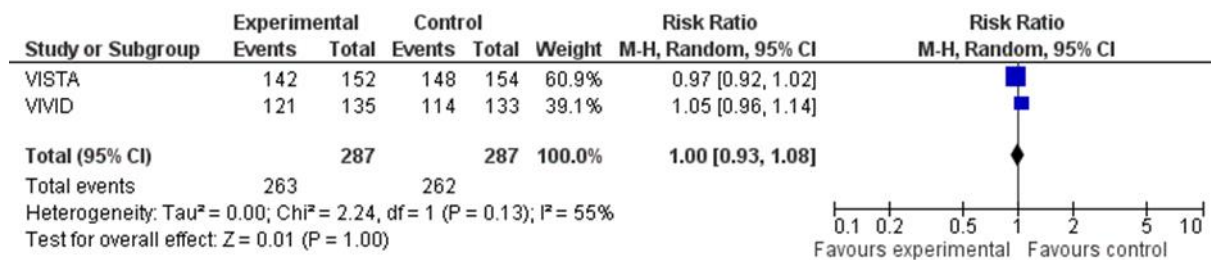 Experimental Control Risk Ratio Risk Ratio
Study or Subgroup Events Total Events Total Weight M-H, Random, 95% CI M-H, Random, 95% CI
VISTA 142 152 148 154 60.9% 0.97 [0.92, 1.02]
VIVID 121 135 114 133 39.1% 1.05 [0.96, 1.14]
Total (95% CI) 287 287 100.0% 1.00 [0.93, 1.08]
Total events 263 262
Heterogeneity: Tau² = 0.00; Chi² = 2.24, df = 1 (P = 0.13); I² = 55%
Test for overall effect: Z = 0.01 (P = 1.00)
0.1 0.2 0.5 1 2 5 10
Favours experimental Favours control